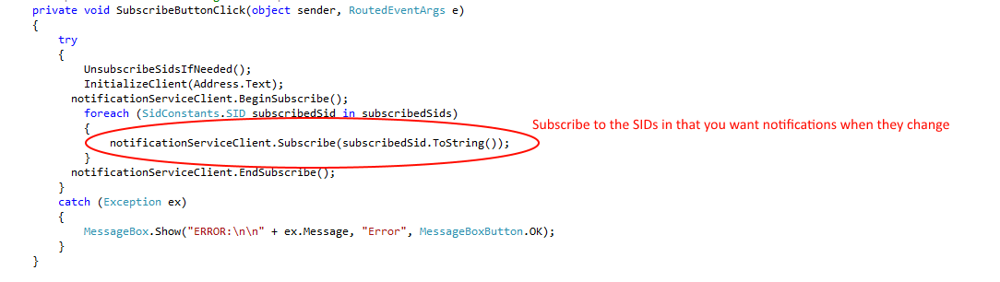 private void SubscribeButtonClick(object sender, RoutedEventArgs e)
{
try
{
UnsubscribeSidsIfNeeded();
InitializeClient(Address.Text);
notificationServiceClient.BeginSubscribe();
foreach (SidConstants.SID subscribedSid in subscribedSids)
{
Subscribe to the SIDs in that you want notifications when they change
notificationServiceClient.Subscribe(subscribedSid.ToString());
}
notificationServiceClient.EndSubscribe();
}
catch (Exception ex)
{
MessageBox.Show("ERROR:\n\n" + ex.Message, "Error", MessageBoxButton.OK);
}
}